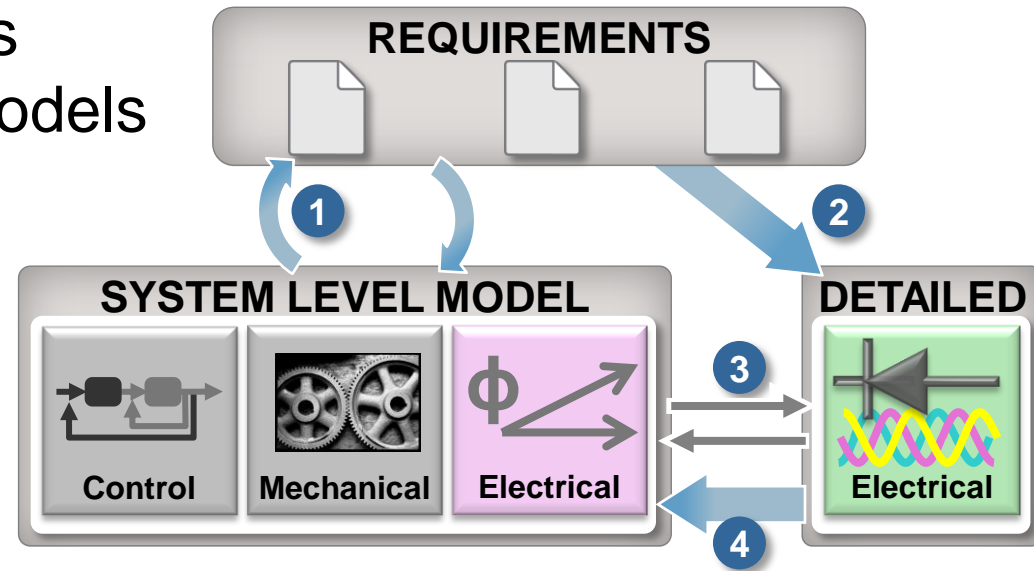 s
odels
REQUIREMENTS
1
2
SYSTEM LEVEL MODEL
DETAILED
ϕ
3
Control
Mechanical
Electrical
Electrical
4